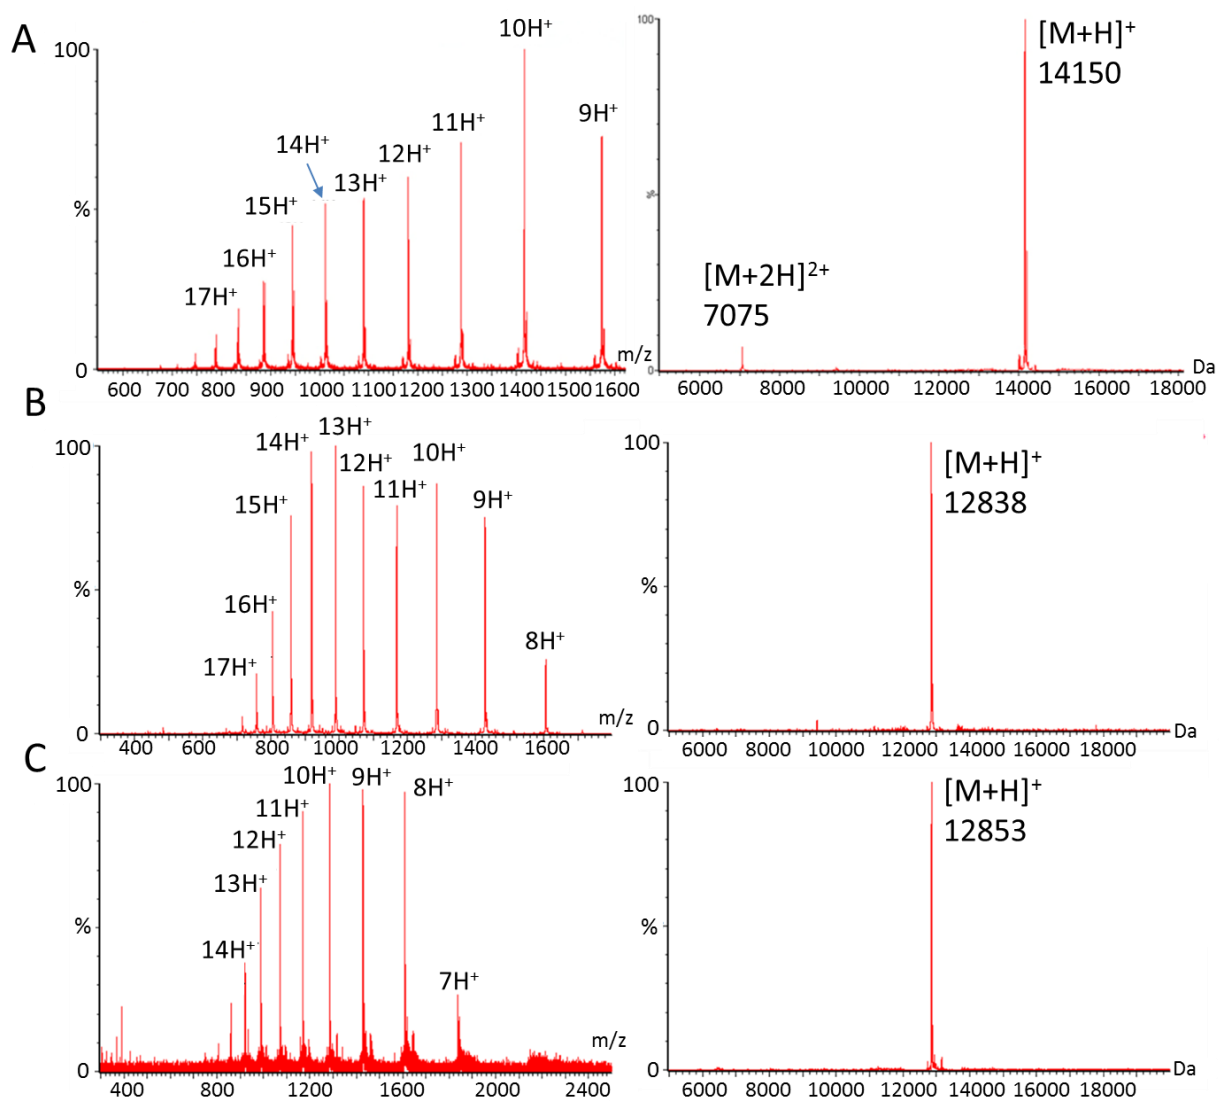 A
100
%
0
17H⁺
16H⁺
15H⁺
14H⁺
13H⁺
12H⁺
11H⁺
10H⁺
9H⁺
m/z
600 700 800 900 1000 1100 1200 1300 1400 1500 1600
100
%
0
[M+2H]²⁺
7075
[M+H]⁺
14150
Da
6000 8000 10000 12000 14000 16000 18000
B
100
%
0
17H⁺
16H⁺
15H⁺
14H⁺
13H⁺
12H⁺
11H⁺
10H⁺
9H⁺
8H⁺
m/z
400 600 800 1000 1200 1400 1600
100
%
0
[M+H]⁺
12838
Da
6000 8000 10000 12000 14000 16000 18000
C
100
%
0
14H⁺
13H⁺
12H⁺
11H⁺
10H⁺
9H⁺
8H⁺
7H⁺
m/z
400 800 1200 1600 2000 2400
100
%
0
[M+H]⁺
12853
Da
6000 8000 10000 12000 14000 16000 18000